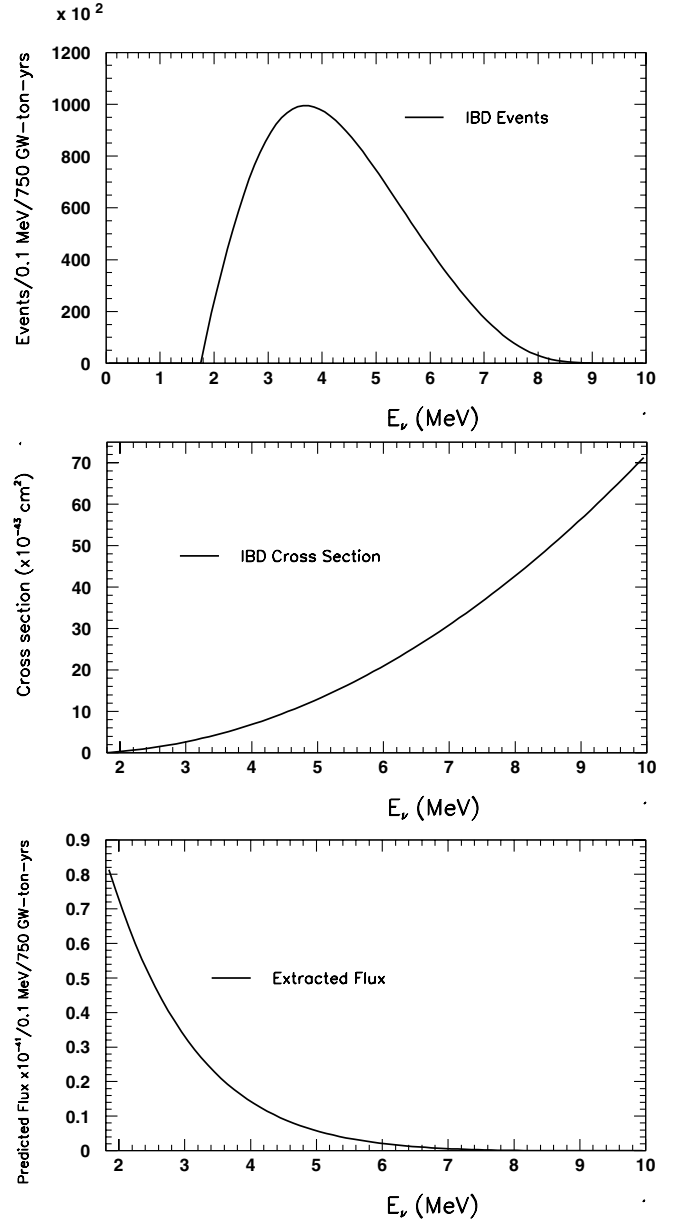 x 10 2
Events/0.1 MeV/750 GW-ton-yrs
1200
1000
800
600
400
200
0
IBD Events
0 1 2 3 4 5 6 7 8 9 10
Eν (MeV)
Cross section (x10-43 cm2)
70
60
50
40
30
20
10
0
IBD Cross Section
2 3 4 5 6 7 8 9 10
Eν (MeV)
Predicted Flux x10-41/0.1 MeV/750 GW-ton-yrs
0.9
0.8
0.7
0.6
0.5
0.4
0.3
0.2
0.1
0
Extracted Flux
2 3 4 5 6 7 8 9 10
Eν (MeV)